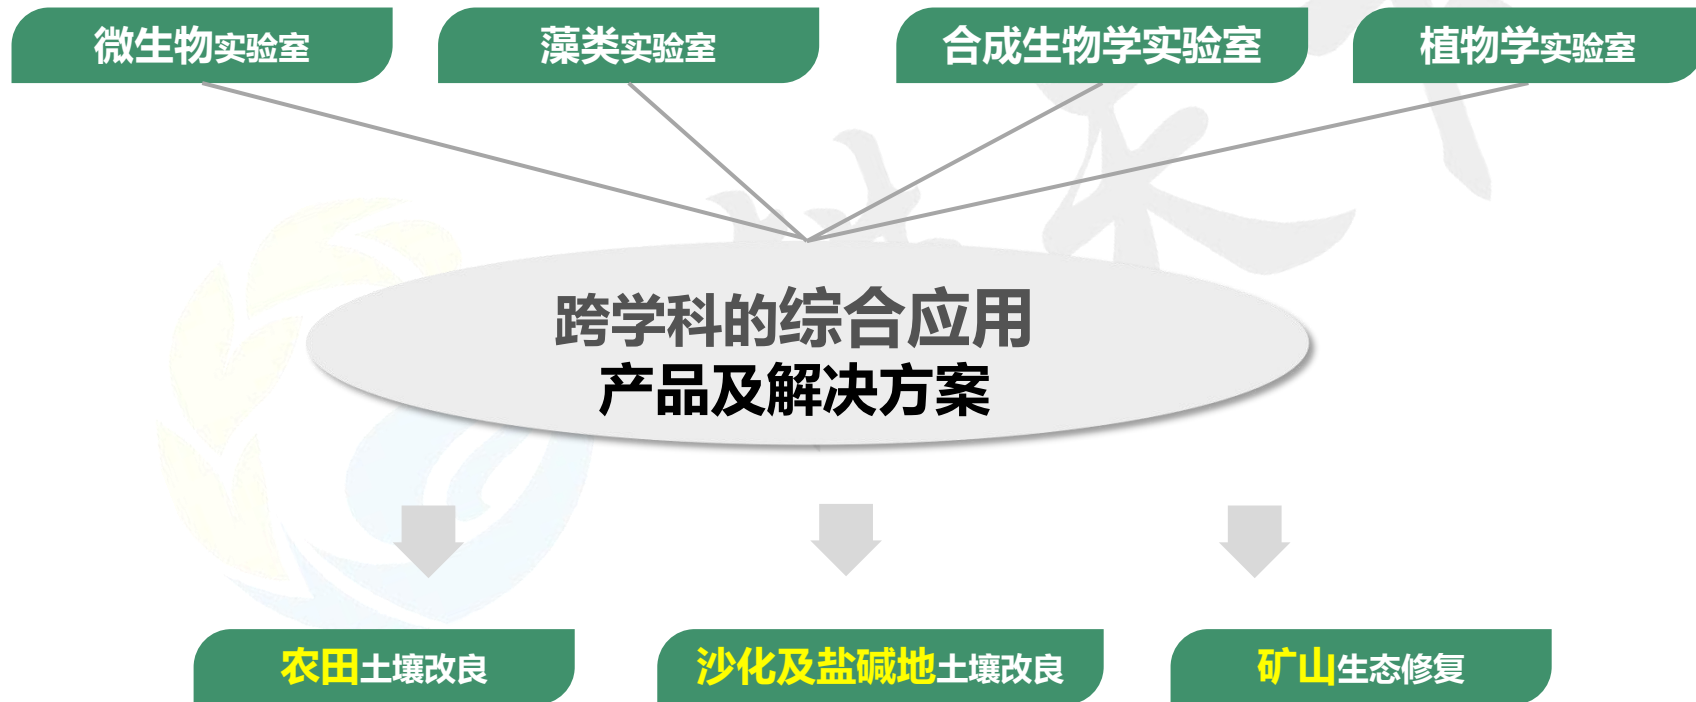 微生物实验室
藻类实验室
合成生物学实验室
植物学实验室
跨学科的综合应用
产品及解决方案
农田土壤改良
沙化及盐碱地土壤改良
矿山生态修复